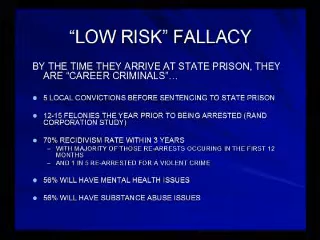 “LOW RISK” FALLACY
BY THE TIME THEY ARRIVE AT STATE PRISON, THEY
ARE “CAREER CRIMINALS”…
5 LOCAL CONVICTIONS BEFORE SENTENCING TO STATE PRISON
12-15 FELONIES THE YEAR PRIOR TO BEING ARRESTED (RAND
CORPORATION STUDY)
70% RECIDIVISM RATE WITHIN 3 YEARS
– WITH MAJORITY OF THOSE RE-ARRESTS OCCURING IN THE FIRST 12
MONTHS
– AND 1 IN 5 RE-ARRESTED FOR A VIOLENT CRIME
56% WILL HAVE MENTAL HEALTH ISSUES
56% WILL HAVE SUBSTANCE ABUSE ISSUES